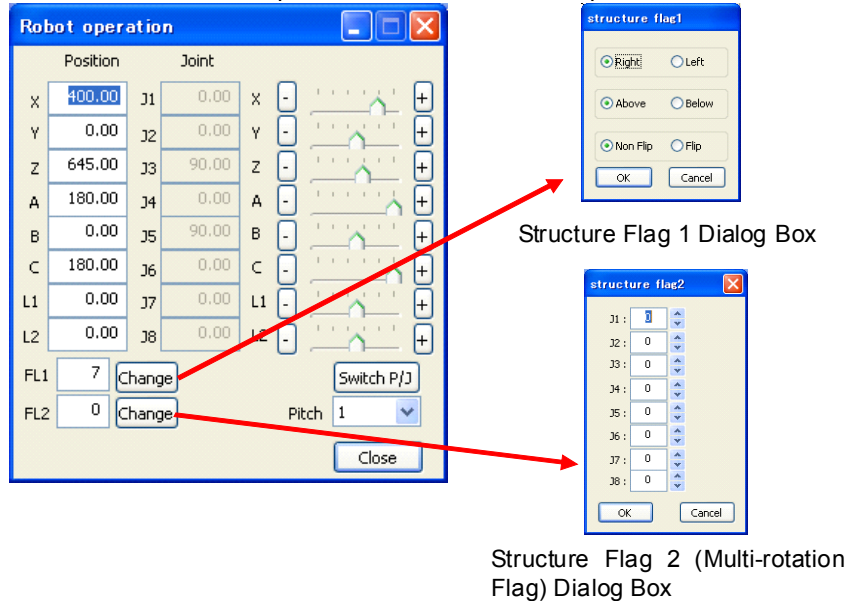 Robot operation
Position Joint
X 400.00 J1 0.00 X - +
Y 0.00 J2 0.00 Y - +
Z 645.00 J3 90.00 Z - +
A 180.00 J4 0.00 A - +
B 0.00 J5 90.00 B - +
C 180.00 J6 0.00 C - +
L1 0.00 J7 0.00 L1 - +
L2 0.00 J8 0.00 L2 - +
FL1 7 Change Switch P/J
FL2 0 Change Pitch 1
Close
structure flag1
Right Left
Above Below
Non Flip Flip
OK Cancel
Structure Flag 1 Dialog Box
structure flag2
J1 : 0
J2 : 0
J3 : 0
J4 : 0
J5 : 0
J6 : 0
J7 : 0
J8 : 0
OK Cancel
Structure Flag 2 (Multi-rotation
Flag) Dialog Box